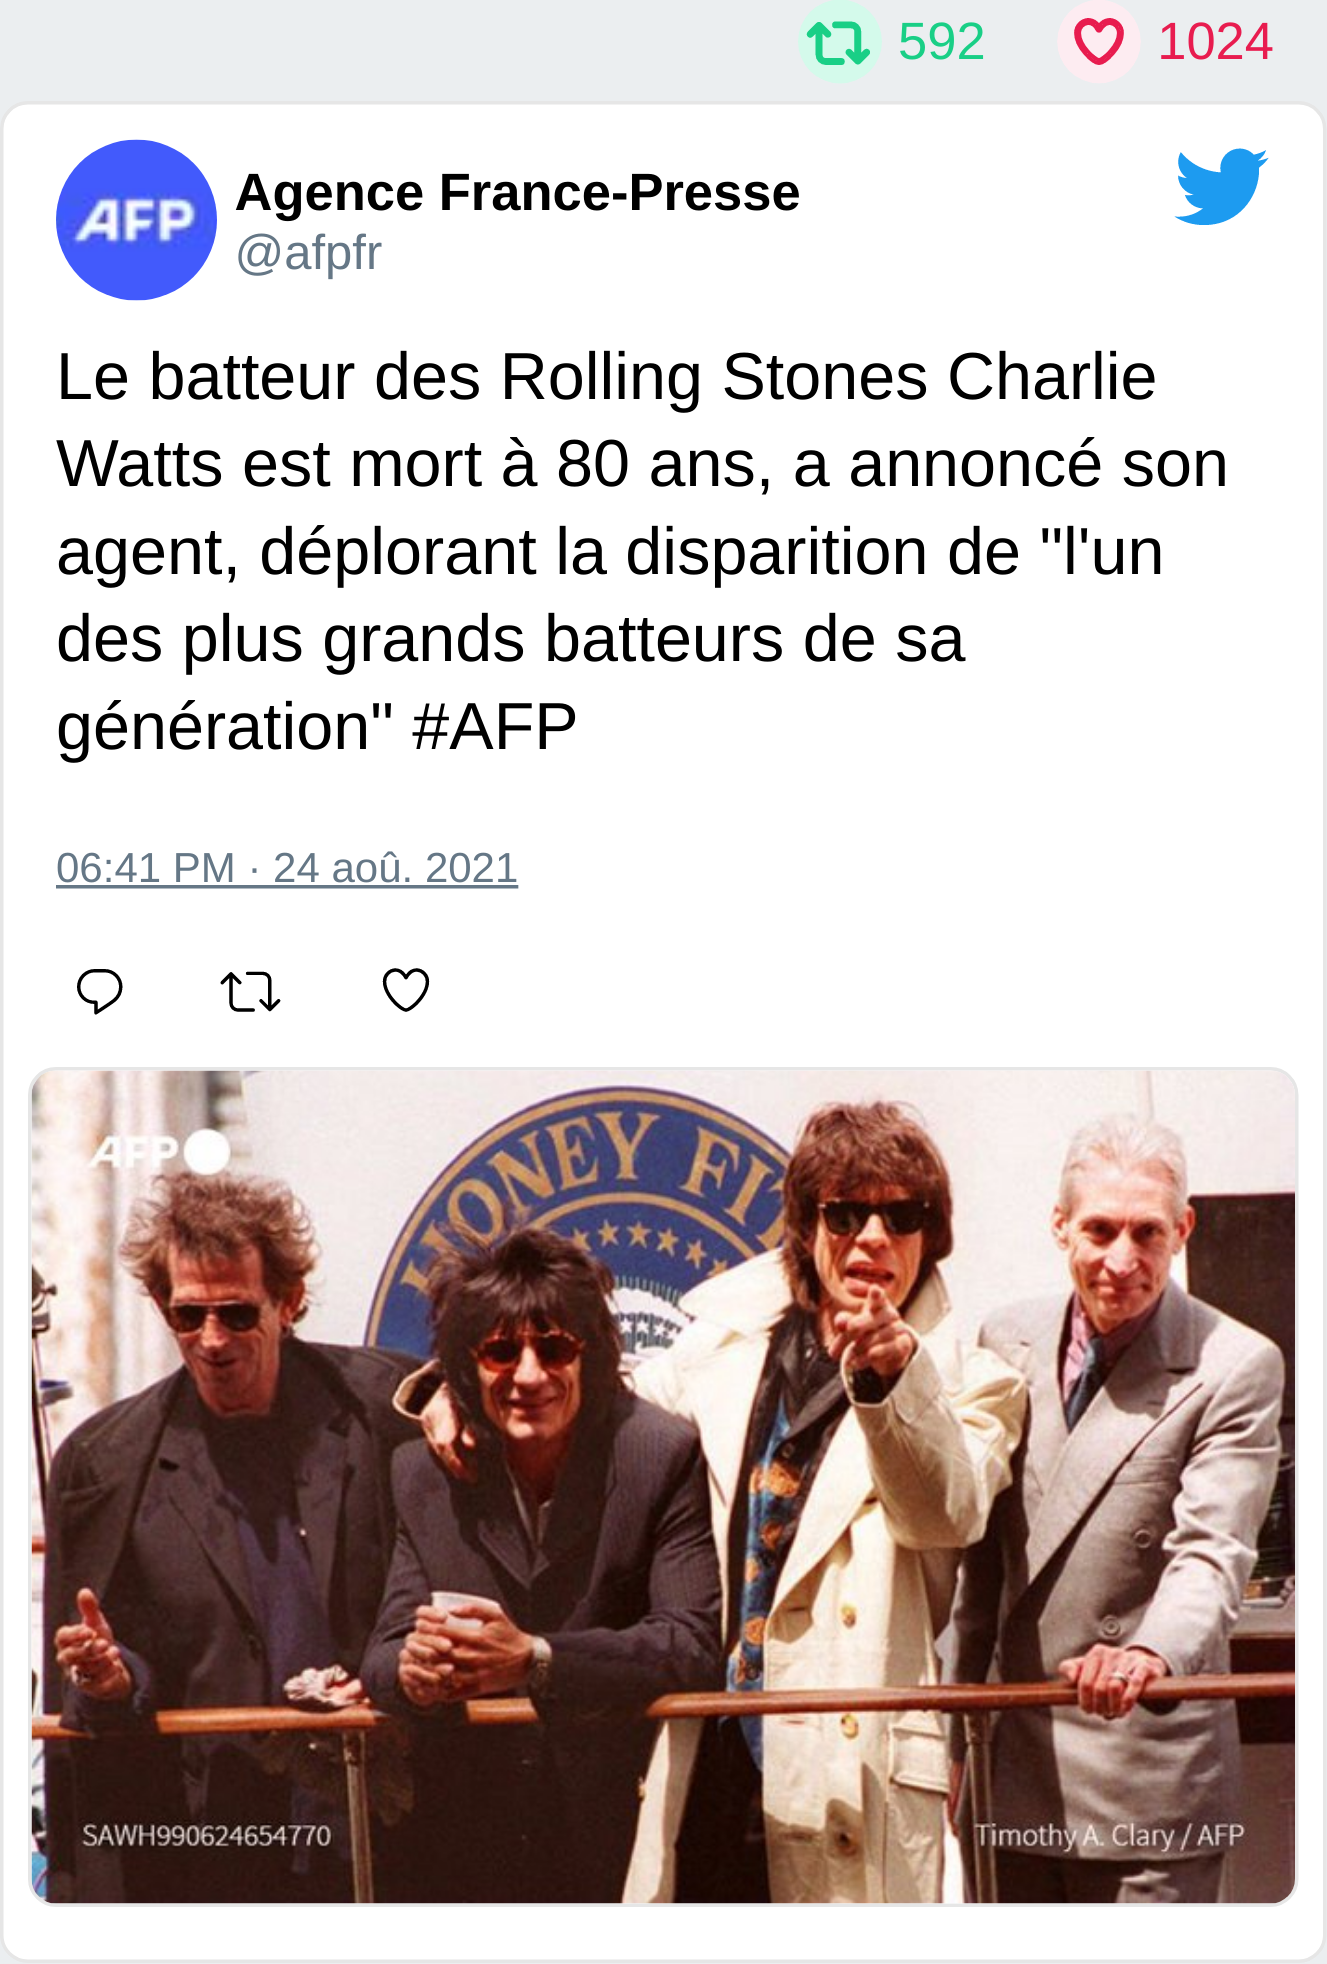 592 1024
AFP
Agence France-Presse
@afpfr
Le batteur des Rolling Stones Charlie
Watts est mort à 80 ans, a annoncé son
agent, déplorant la disparition de "l'un
des plus grands batteurs de sa
génération" #AFP
06:41 PM · 24 aoû. 2021
AFP
HONEY FIT
SAWH990624654770
Timothy A. Clary / AFP